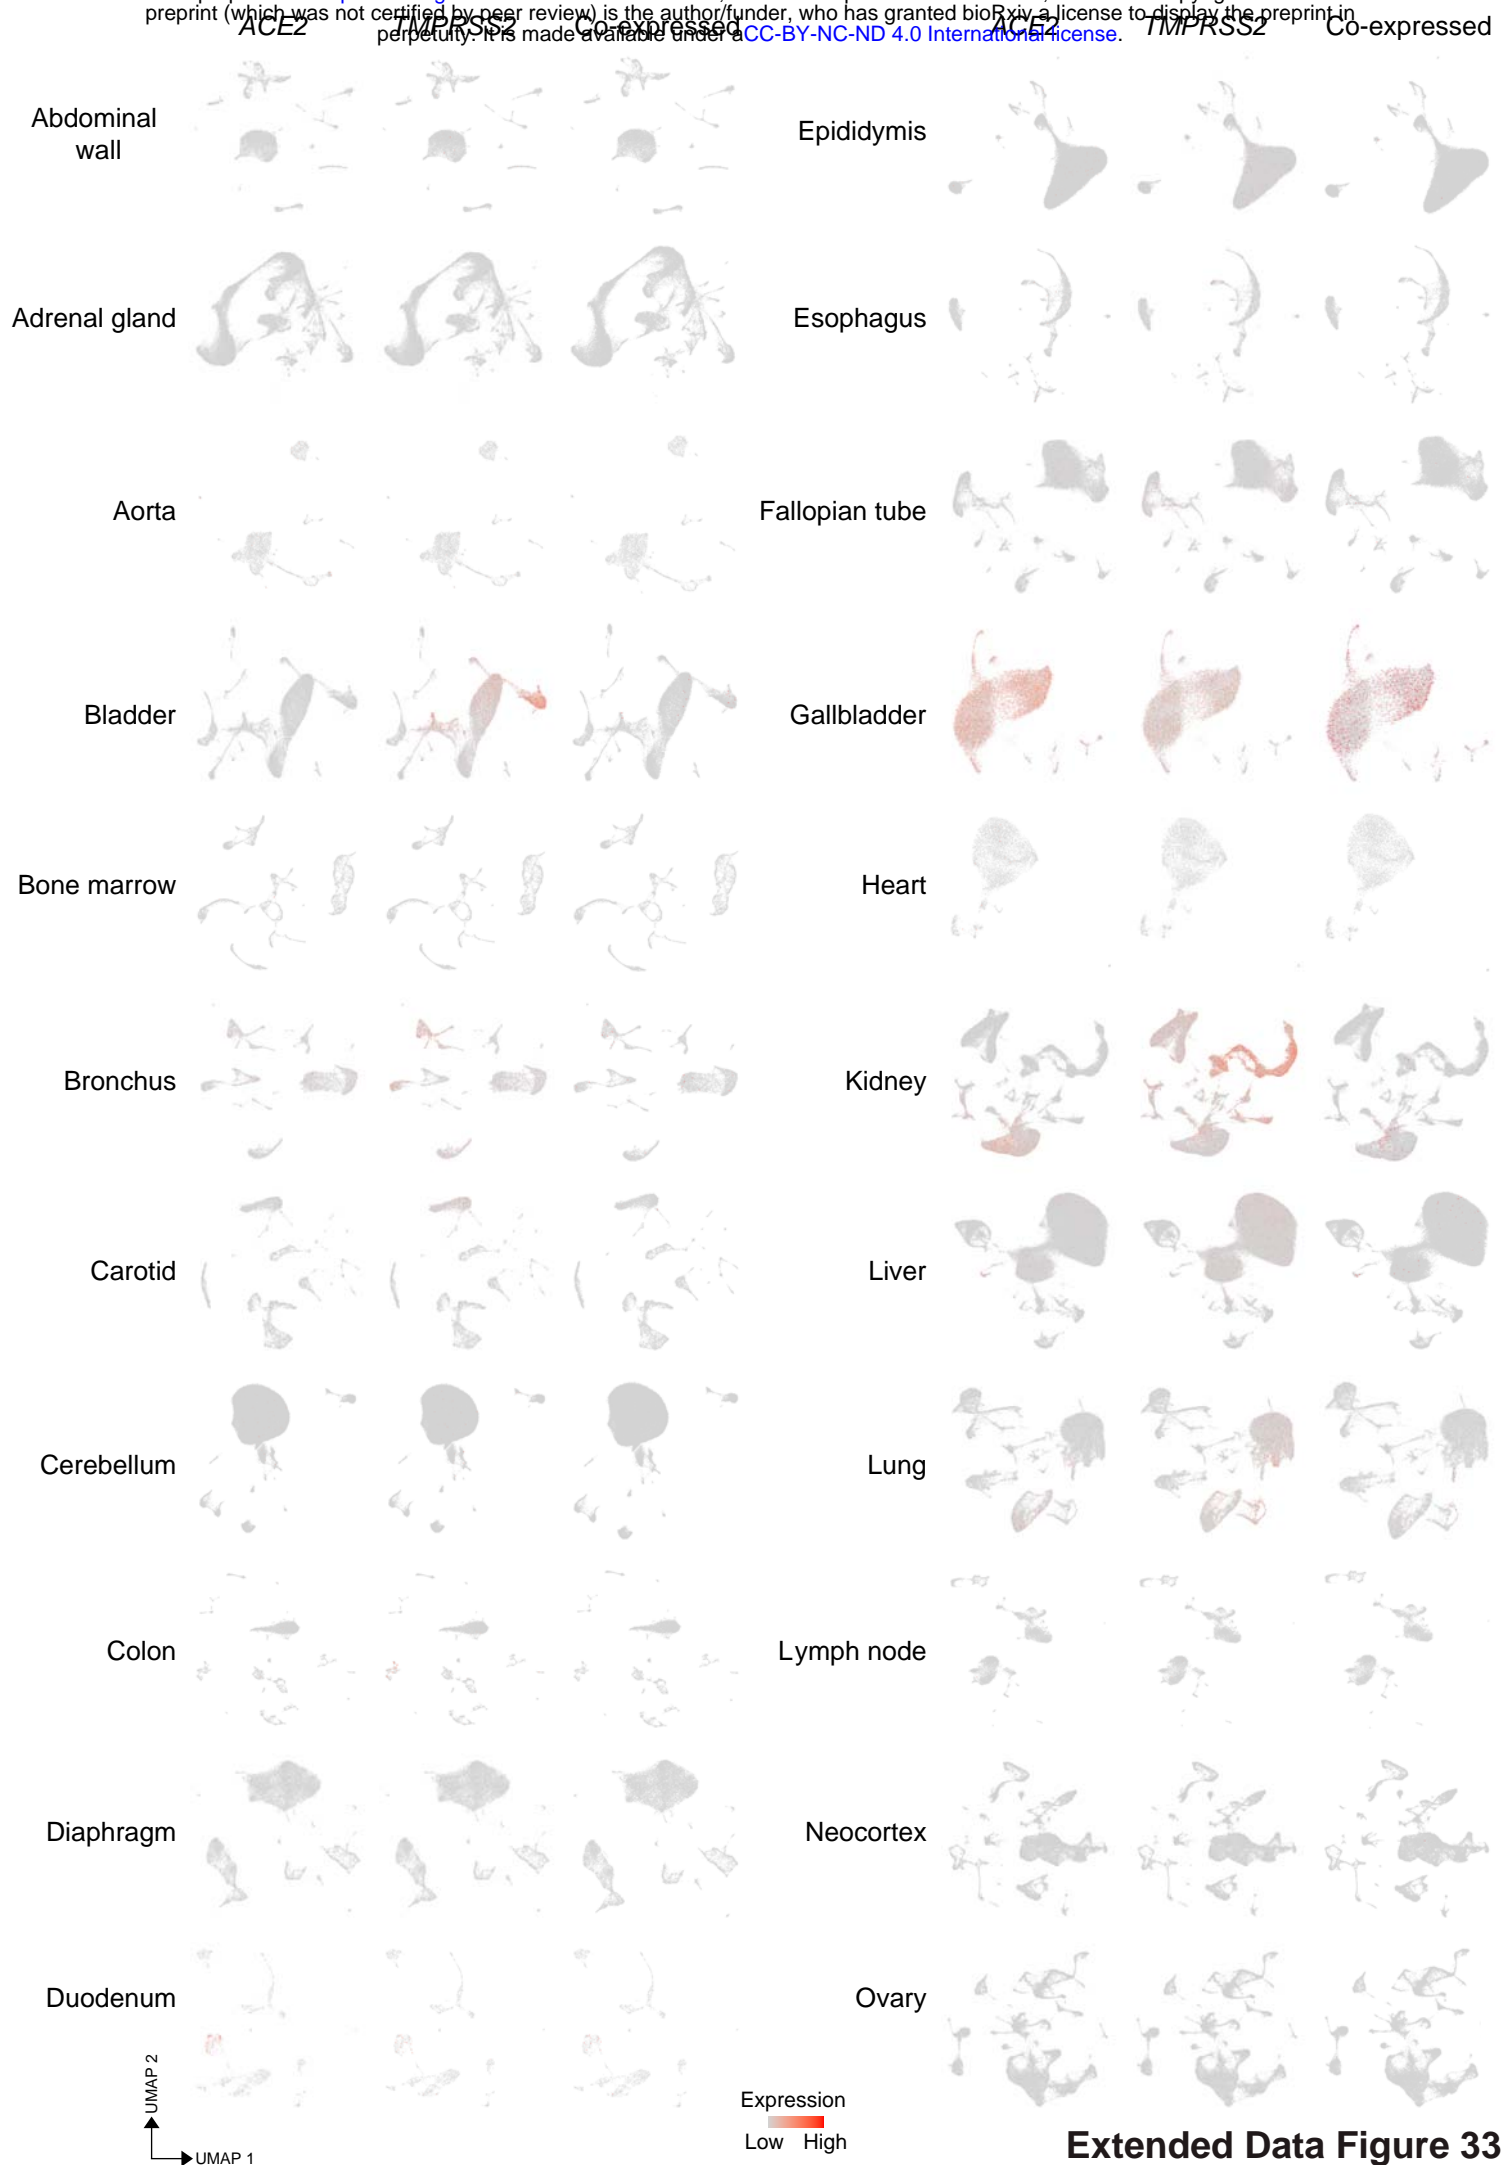 preprint (which was not certified by peer review) is the author/funder, who has granted bioRxiv a license to display the preprint in
perpetuity. It is made available under aCC-BY-NC-ND 4.0 International license.
ACE2 TMPRSS2 Co-expressed ACE2 TMPRSS2 Co-expressed
Abdominal
wall
Epididymis
Adrenal gland
Esophagus
Aorta
Fallopian tube
Bladder
Gallbladder
Bone marrow
Heart
Bronchus
Kidney
Carotid
Liver
Cerebellum
Lung
Colon
Lymph node
Diaphragm
Neocortex
Duodenum
Ovary
UMAP 2
UMAP 1
Expression
Low High
Extended Data Figure 33